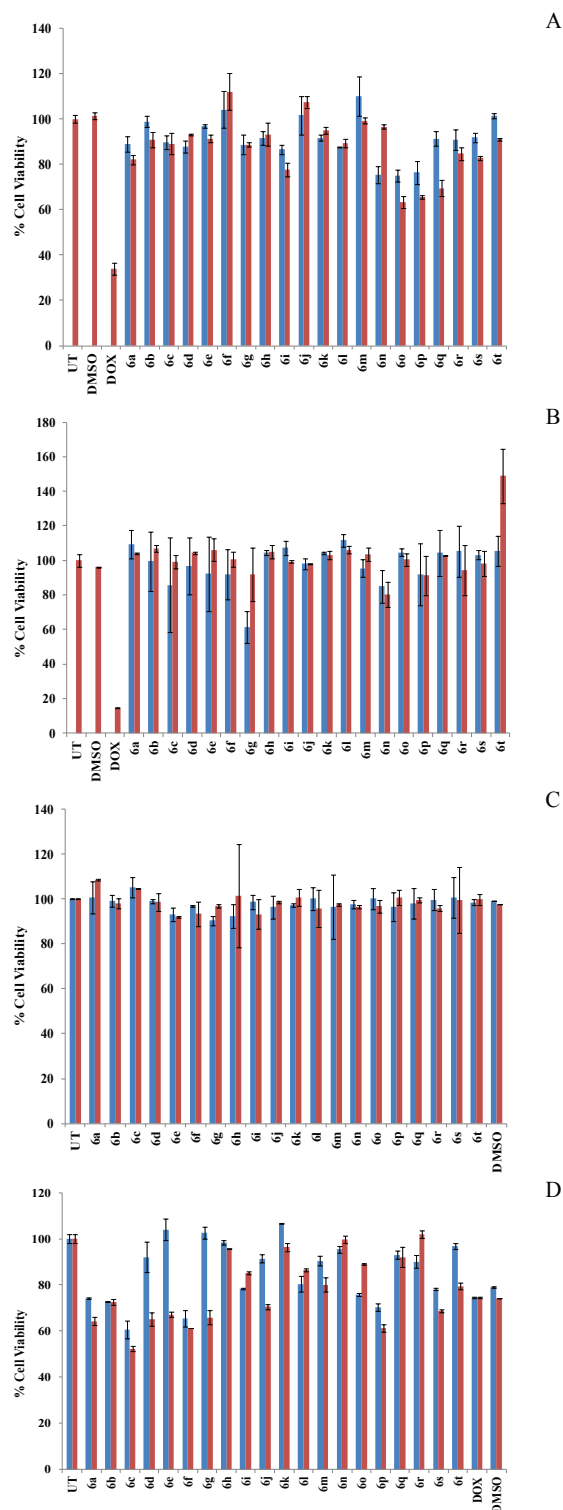 A
140
120
100
80
60
40
20
0
% Cell Viability
UT DMSO DOX 6a 6b 6c 6d 6e 6f 6g 6h 6i 6j 6k 6l 6m 6n 6o 6p 6q 6r 6s 6t
B
180
160
140
120
100
80
60
40
20
0
% Cell Viability
UT DMSO DOX 6a 6b 6c 6d 6e 6f 6g 6h 6i 6j 6k 6l 6m 6n 6o 6p 6q 6r 6s 6t
C
140
120
100
80
60
40
20
0
% Cell Viability
UT 6a 6b 6c 6d 6e 6f 6g 6h 6i 6j 6k 6l 6m 6n 6o 6p 6q 6r 6s 6t DMSO
D
120
100
80
60
40
20
0
% Cell Viability
UT 6a 6b 6c 6d 6e 6f 6g 6h 6i 6j 6k 6l 6m 6n 6o 6p 6q 6r 6s 6t DOX DMSO